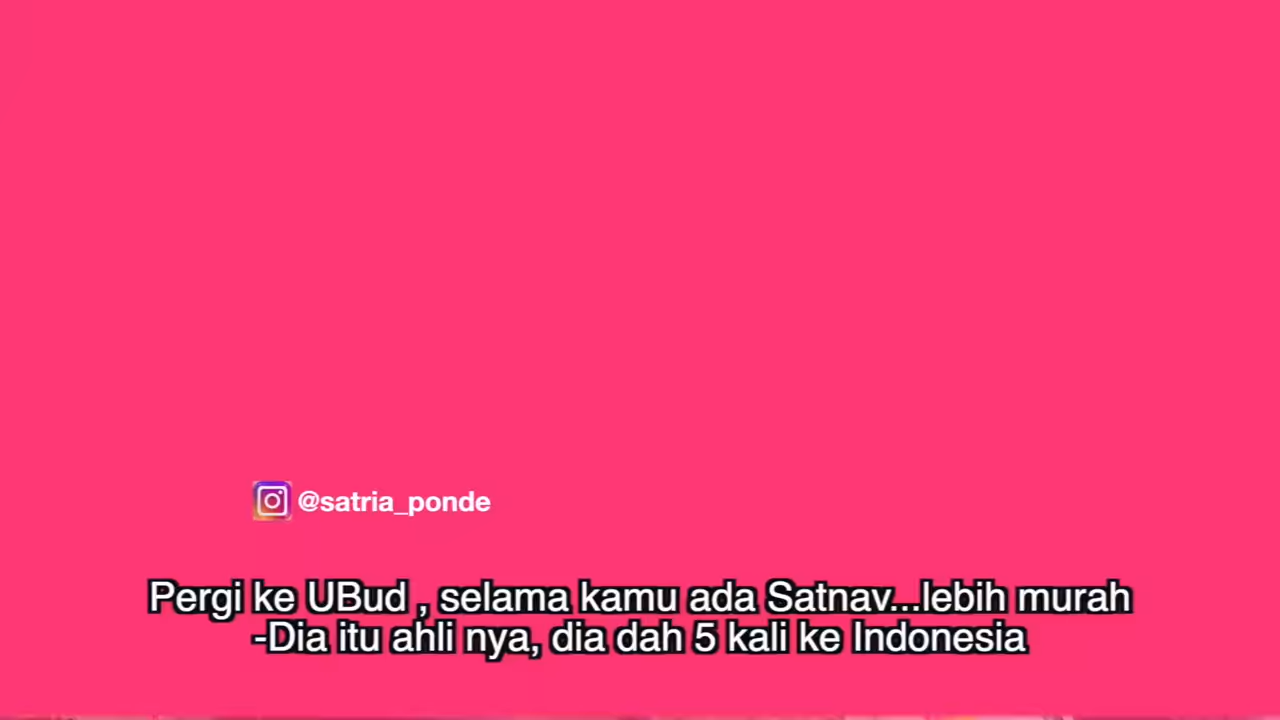 @satria_ponde
Pergi ke UBud , selama kamu ada Satnav...lebih murah
-Dia itu ahli nya, dia dah 5 kali ke Indonesia